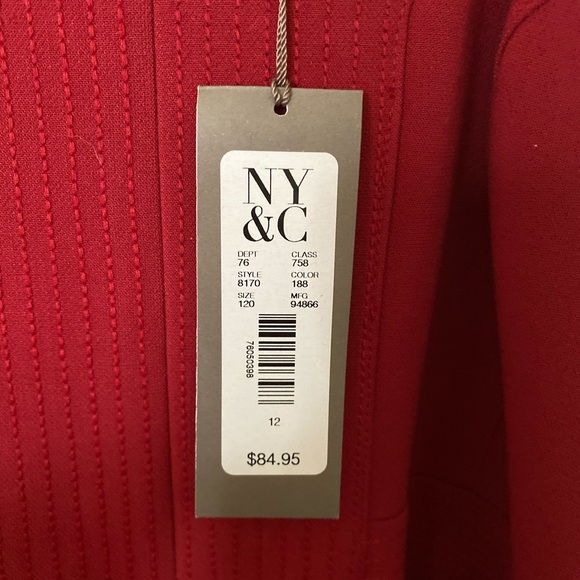 NY
&C
DEPT CLASS
76 758
STYLE COLOR
8170 188
SIZE MFG
120 94866
76050398
12
$84.95